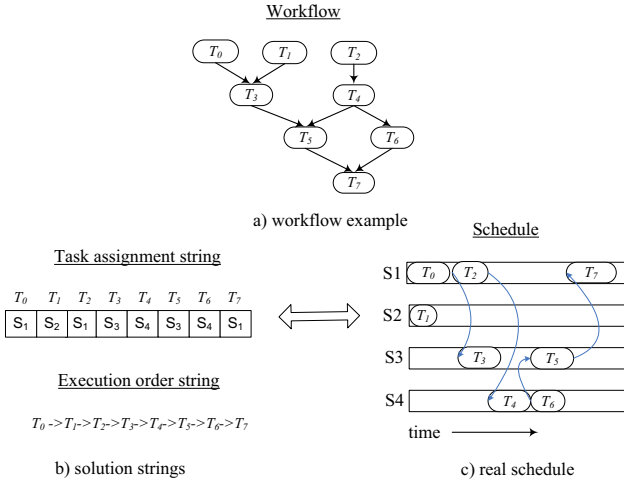 Workflow
T0 T1 T2
T3 T4
T5 T6
T7
a) workflow example
Task assignment string
T0 T1 T2 T3 T4 T5 T6 T7
S1 S2 S1 S3 S4 S3 S4 S1
Execution order string
T0 ->T1->T2->T3->T4->T5->T6->T7
b) solution strings
Schedule
S1 T0 T2 T7
S2 T1
S3 T3 T5
S4 T4 T6
time
c) real schedule